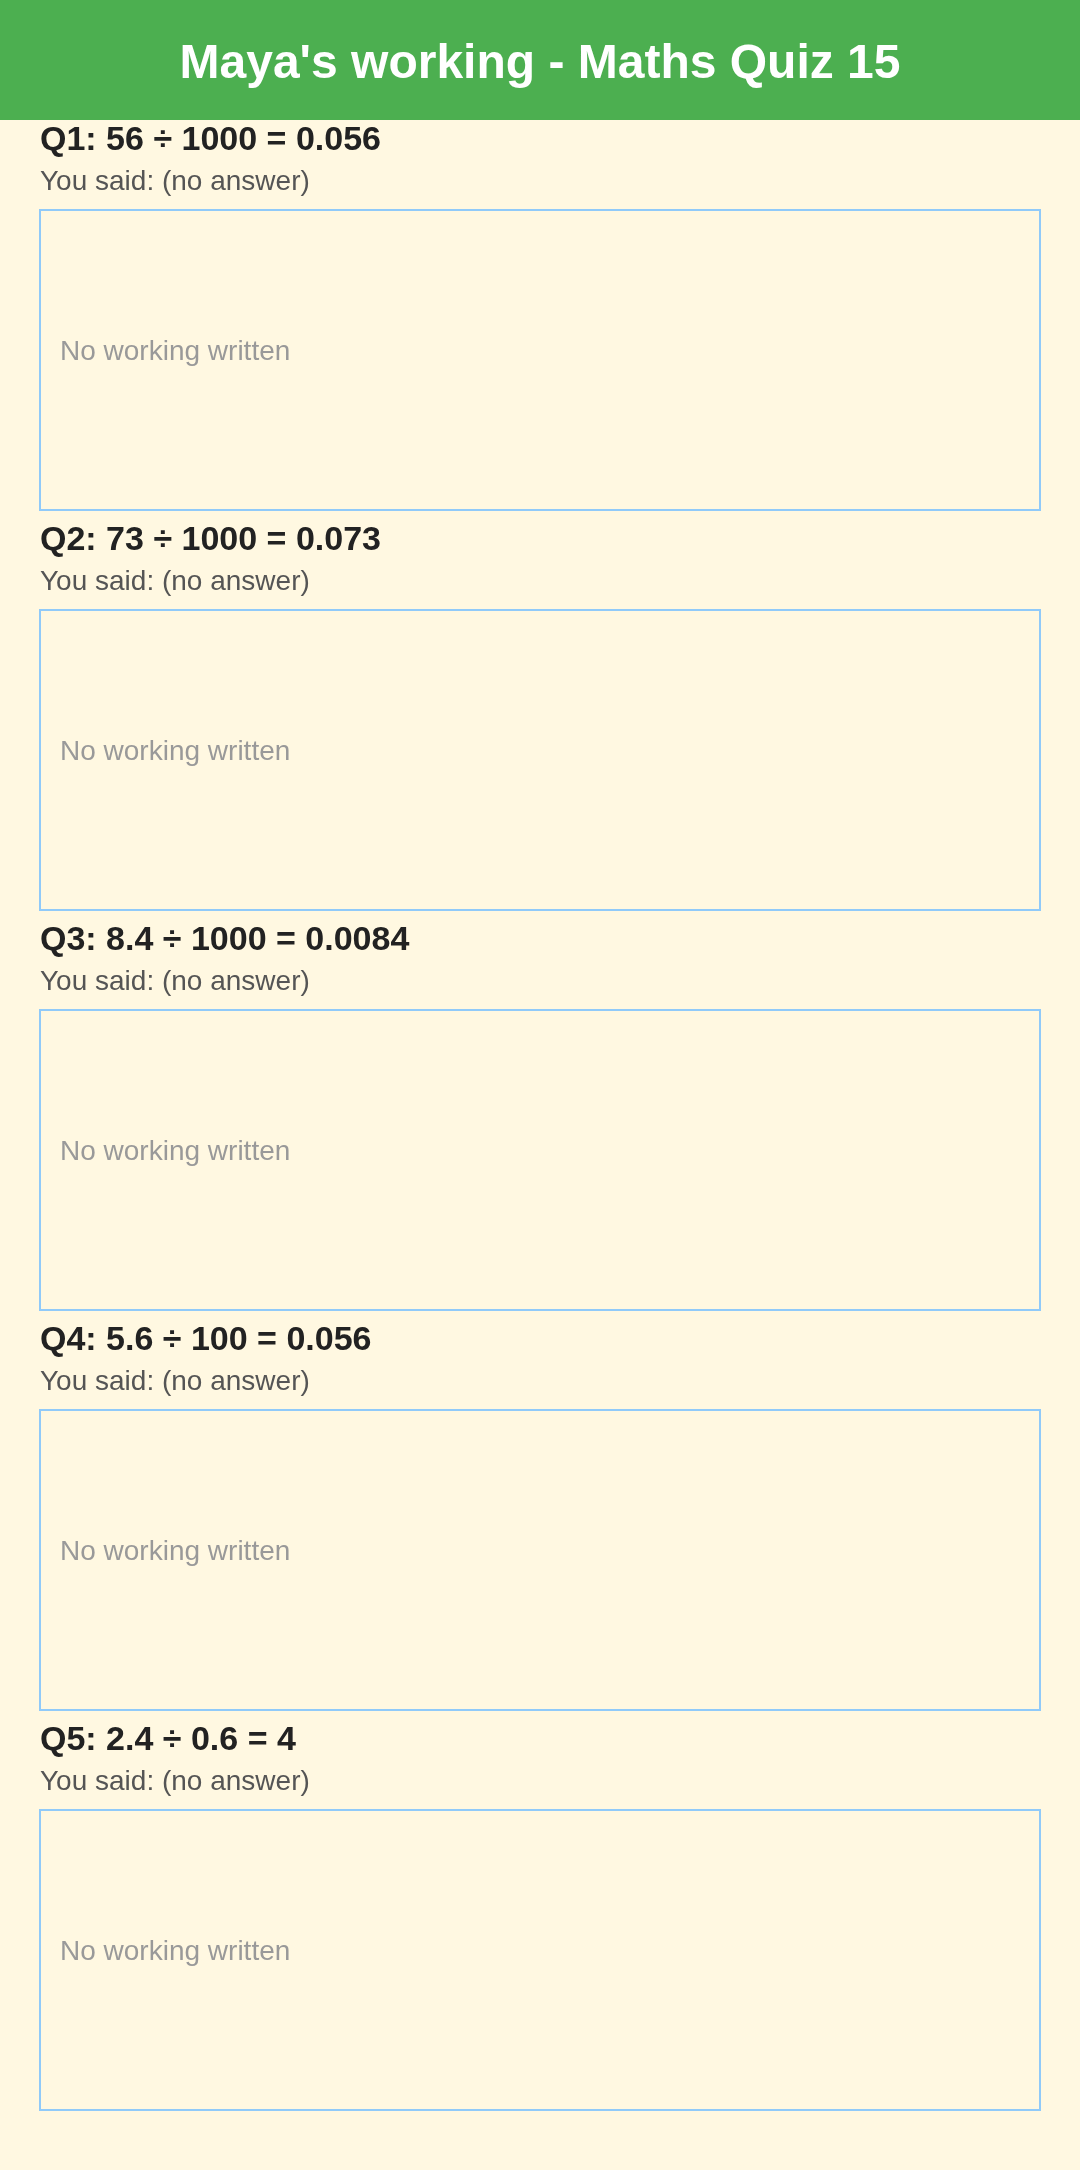 Maya's working - Maths Quiz 15
Q1: 56 ÷ 1000 = 0.056
You said: (no answer)
No working written
Q2: 73 ÷ 1000 = 0.073
You said: (no answer)
No working written
Q3: 8.4 ÷ 1000 = 0.0084
You said: (no answer)
No working written
Q4: 5.6 ÷ 100 = 0.056
You said: (no answer)
No working written
Q5: 2.4 ÷ 0.6 = 4
You said: (no answer)
No working written